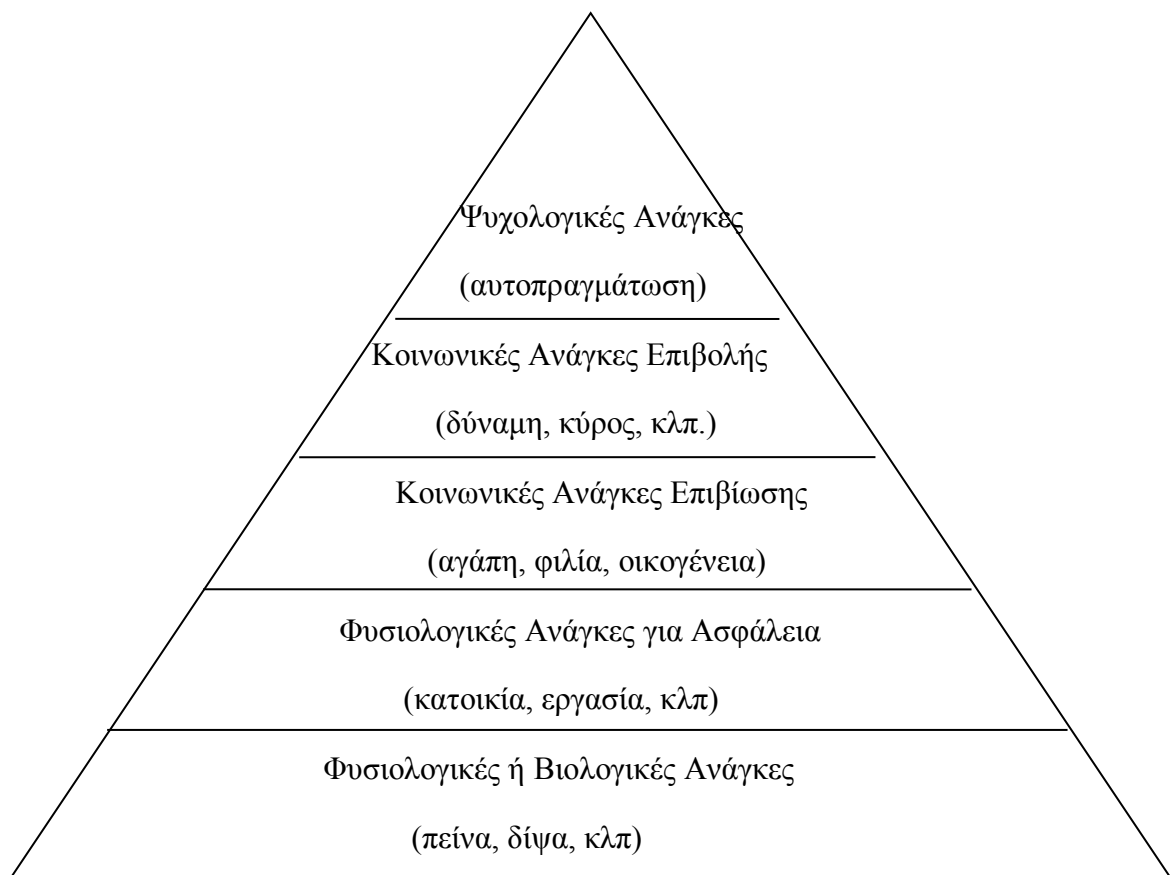 Ψυχολογικές Ανάγκες
(αυτοπραγμάτωση)
Κοινωνικές Ανάγκες Επιβολής
(δύναμη, κύρος, κλπ.)
Κοινωνικές Ανάγκες Επιβίωσης
(αγάπη, φιλία, οικογένεια)
Φυσιολογικές Ανάγκες για Ασφάλεια
(κατοικία, εργασία, κλπ)
Φυσιολογικές ή Βιολογικές Ανάγκες
(πείνα, δίψα, κλπ)